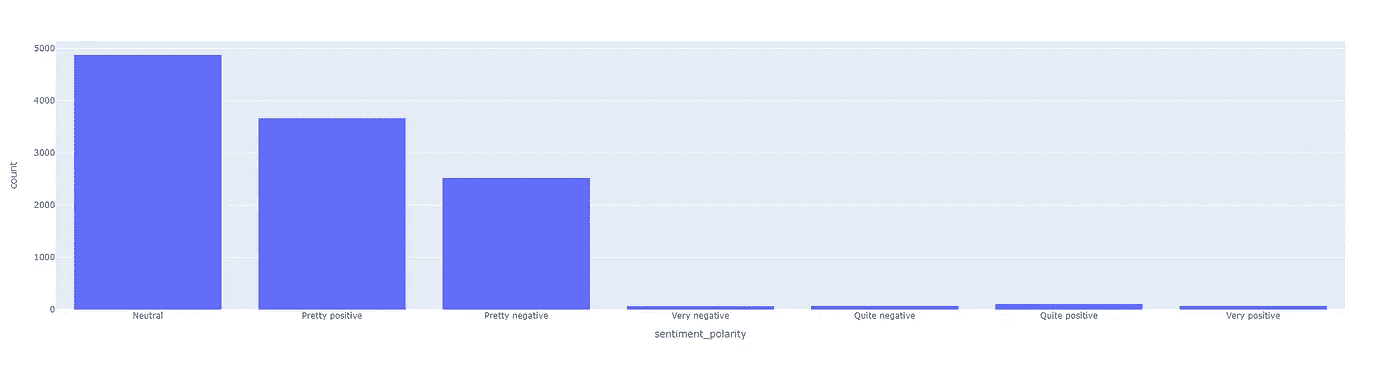 5000
4000
3000
2000
1000
0
count
Neutral Pretty positive Pretty negative Very negative Quite negative Quite positive Very positive
sentiment_polarity